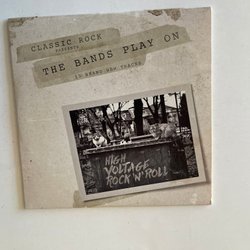 CLASSIC ROCK
PRESENTS
THE BANDS PLAY ON
15 BRAND NEW TRACKS
HIGH
VOLTAGE
ROCK'N'ROLL